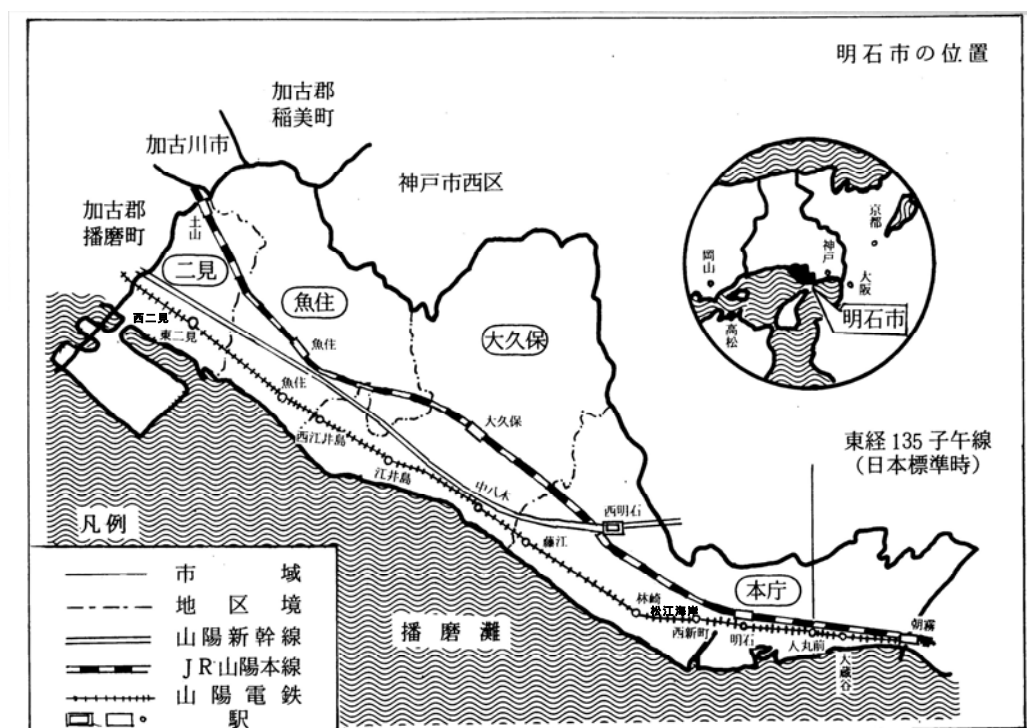 明石市の位置
加古郡
稲美町
加古川市
神戸市西区
加古郡
播磨町
土山
二見
魚住
大久保
西二見
東二見
魚住
魚住
西江井島
江井島
中八木
大久保
藤江
西明石
林崎
松江海岸
西新町
明石
人丸前
大蔵谷
朝霧
本庁
東経135子午線
(日本標準時)
京都
神戸
大阪
岡山
高松
明石市
播磨灘
凡例
市域
地区境
山陽新幹線
JR山陽本線
山陽電鉄
駅